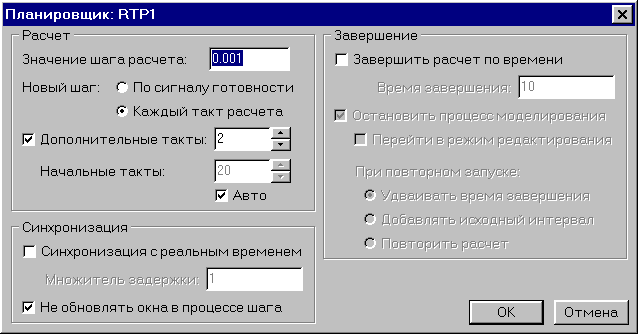 Планировщик: RTP1
Расчет
Значение шага расчета: 0.001
Новый шаг: По сигналу готовности
Каждый такт расчета
Дополнительные такты: 2
Начальные такты: 20
Авто
Синхронизация
Синхронизация с реальным временем
Множитель задержки: 1
Не обновлять окна в процессе шага
Завершение
Завершить расчет по времени
Время завершения: 10
Остановить процесс моделирования
Перейти в режим редактирования
При повторном запуске:
Удваивать время завершения
Добавлять исходный интервал
Повторить расчет
OK
Отмена